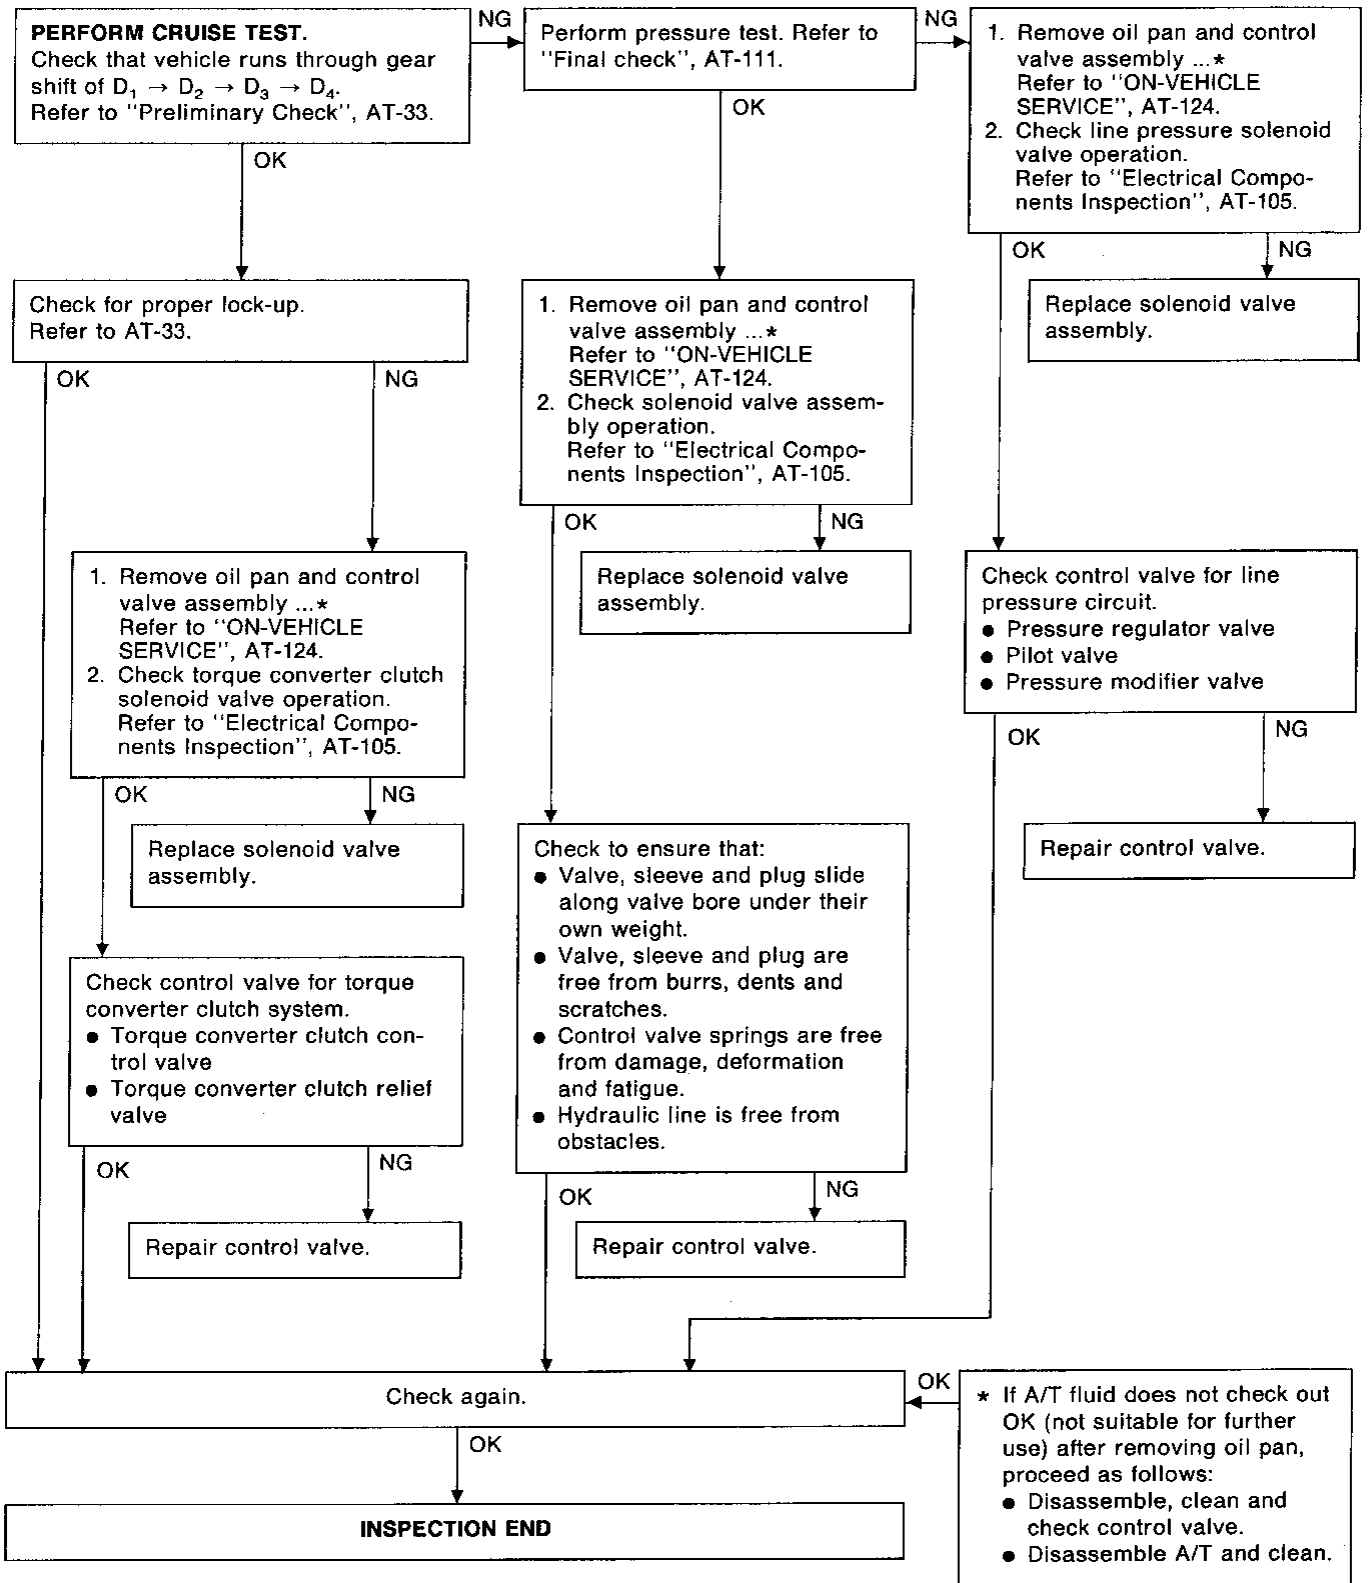 PERFORM CRUISE TEST.
Check that vehicle runs through gear
shift of D₁ → D₂ → D₃ → D₄.
Refer to "Preliminary Check", AT-33.
NG
Perform pressure test. Refer to
"Final check", AT-111.
NG
1. Remove oil pan and control
valve assembly ...*
Refer to "ON-VEHICLE
SERVICE", AT-124.
2. Check line pressure solenoid
valve operation.
Refer to "Electrical Compo-
nents Inspection", AT-105.
OK
OK
OK
NG
Check for proper lock-up.
Refer to AT-33.
1. Remove oil pan and control
valve assembly ...*
Refer to "ON-VEHICLE
SERVICE", AT-124.
2. Check solenoid valve assem-
bly operation.
Refer to "Electrical Compo-
nents Inspection", AT-105.
Replace solenoid valve
assembly.
OK
NG
OK
NG
1. Remove oil pan and control
valve assembly ...*
Refer to "ON-VEHICLE
SERVICE", AT-124.
2. Check torque converter clutch
solenoid valve operation.
Refer to "Electrical Compo-
nents Inspection", AT-105.
Replace solenoid valve
assembly.
Check control valve for line
pressure circuit.
● Pressure regulator valve
● Pilot valve
● Pressure modifier valve
OK
NG
OK
NG
Replace solenoid valve
assembly.
Check to ensure that:
● Valve, sleeve and plug slide
along valve bore under their
own weight.
● Valve, sleeve and plug are
free from burrs, dents and
scratches.
● Control valve springs are free
from damage, deformation
and fatigue.
● Hydraulic line is free from
obstacles.
Repair control valve.
Check control valve for torque
converter clutch system.
● Torque converter clutch con-
trol valve
● Torque converter clutch relief
valve
OK
NG
OK
NG
Repair control valve.
Repair control valve.
Check again.
OK
* If A/T fluid does not check out
OK (not suitable for further
use) after removing oil pan,
proceed as follows:
● Disassemble, clean and
check control valve.
● Disassemble A/T and clean.
OK
INSPECTION END